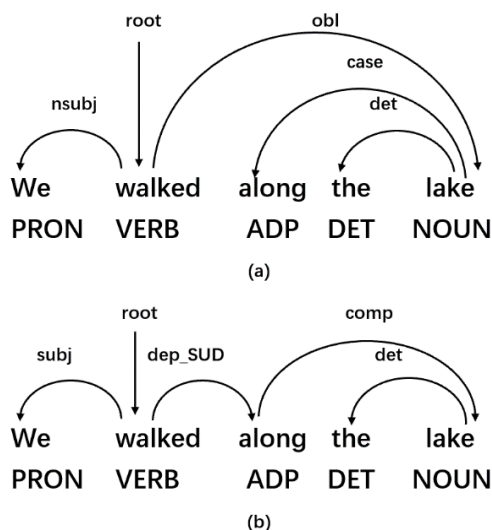 root obl
case
nsubj det
We walked along the lake
PRON VERB ADP DET NOUN
(a)
root comp
subj dep_SUD det
We walked along the lake
PRON VERB ADP DET NOUN
(b)